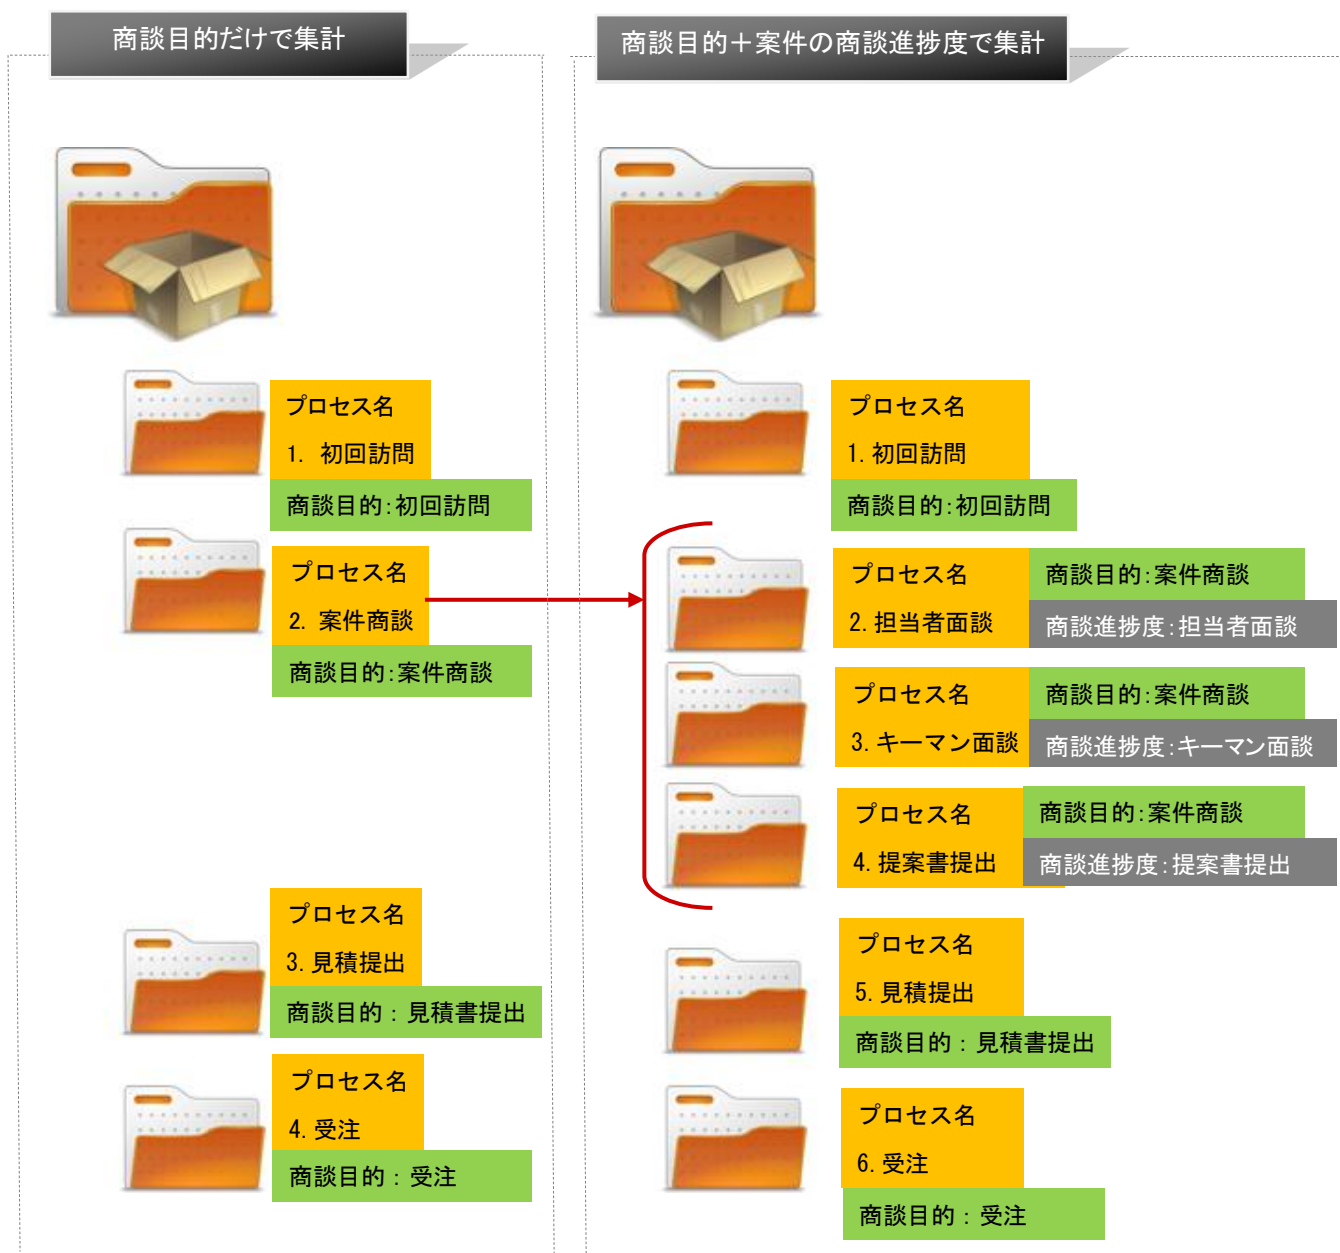 商談目的だけで集計
プロセス名
1. 初回訪問
商談目的:初回訪問
プロセス名
2. 案件商談
商談目的:案件商談
プロセス名
3.見積提出
商談目的：見積書提出
プロセス名
4.受注
商談目的：受注
商談目的＋案件の商談進捗度で集計
プロセス名
1.初回訪問
商談目的:初回訪問
プロセス名
2.担当者面談
商談目的:案件商談
商談進捗度:担当者面談
プロセス名
3.キーマン面談
商談目的:案件商談
商談進捗度:キーマン面談
プロセス名
4.提案書提出
商談目的:案件商談
商談進捗度:提案書提出
プロセス名
5.見積提出
商談目的：見積書提出
プロセス名
6.受注
商談目的：受注